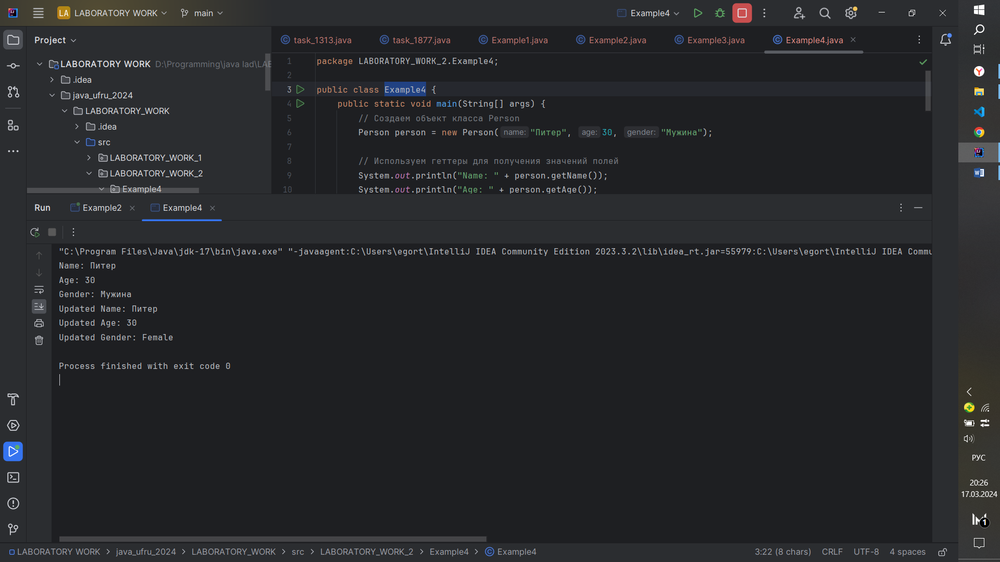 LA LABORATORY WORK main Example4
Project
task_1313.java task_1877.java Example1.java Example2.java Example3.java Example4.java
LABORATORY WORK D:\Programming\java lad\LAE
.idea
java_ufru_2024
LABORATORY_WORK
.idea
src
LABORATORY_WORK_1
LABORATORY_WORK_2
Example4
1 package LABORATORY_WORK_2.Example4;
2
3 public class Example4 {
4 public static void main(String[] args) {
5 // Создаем объект класса Person
6 Person person = new Person( name: "Питер", age: 30, gender: "Мужина");
7
8 // Используем геттеры для получения значений полей
9 System.out.println("Name: " + person.getName());
10 System.out.println("Age: " + person.getAge());
Run Example2 Example4
"C:\Program Files\Java\jdk-17\bin\java.exe" "-javaagent:C:\Users\egort\IntelliJ IDEA Community Edition 2023.3.2\lib\idea_rt.jar=55979:C:\Users\egort\IntelliJ IDEA Commu
Name: Питер
Age: 30
Gender: Мужина
Updated Name: Питер
Updated Age: 30
Updated Gender: Female
Process finished with exit code 0
LABORATORY WORK > java_ufru_2024 > LABORATORY_WORK > src > LABORATORY_WORK_2 > Example4 > Example4
3:22 (8 chars) CRLF UTF-8 4 spaces
РУС
20:26
17.03.2024
1